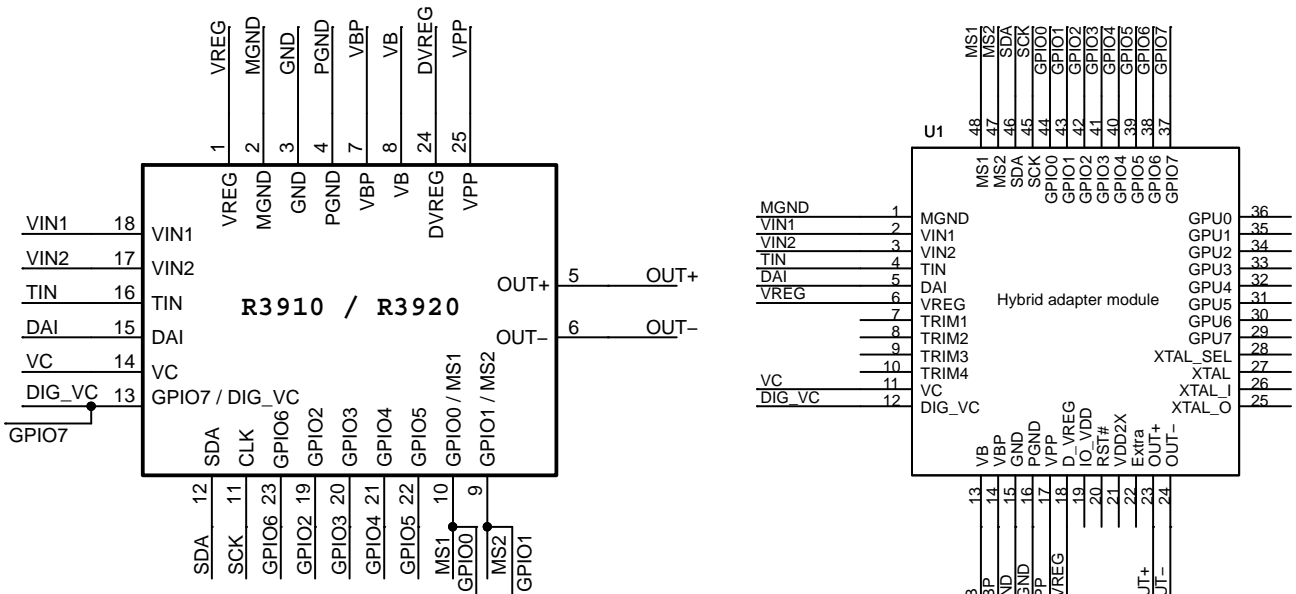 VREG
MGND
GND
PGND
VBP
VB
DVREG
VPP
1
2
3
4
7
8
24
25
VREG
MGND
GND
PGND
VBP
VB
DVREG
VPP
VIN1 18 VIN1
VIN2 17 VIN2
TIN 16 TIN
DAI 15 DAI
VC 14 VC
DIG_VC 13 GPIO7 / DIG_VC
GPIO7
R3910 / R3920
OUT+ 5 OUT+
OUT− 6 OUT−
SDA
CLK
GPIO6
GPIO2
GPIO3
GPIO4
GPIO5
GPIO0 / MS1
GPIO1 / MS2
12
11
23
19
20
21
22
10
9
SDA
SCK
GPIO6
GPIO2
GPIO3
GPIO4
GPIO5
MS1
GPIO0
MS2
GPIO1
MS1
MS2
SDA
SCK
GPIO0
GPIO1
GPIO2
GPIO3
GPIO4
GPIO5
GPIO6
GPIO7
U1
48
47
46
45
44
43
42
41
40
39
38
37
MS1
MS2
SDA
SCK
GPIO0
GPIO1
GPIO2
GPIO3
GPIO4
GPIO5
GPIO6
GPIO7
MGND 1 MGND
VIN1 2 VIN1
VIN2 3 VIN2
TIN 4 TIN
DAI 5 DAI
VREG 6 VREG
7 TRIM1
8 TRIM2
9 TRIM3
10 TRIM4
VC 11 VC
DIG_VC 12 DIG_VC
Hybrid adapter module
GPU0 36
GPU1 35
GPU2 34
GPU3 33
GPU4 32
GPU5 31
GPU6 30
GPU7 29
XTAL_SEL 28
XTAL 27
XTAL_I 26
XTAL_O 25
VB
VBP
GND
PGND
VPP
D_VREG
IO_VDD
RST#
VDD2X
Extra
OUT+
OUT−
13
14
15
16
17
18
19
20
21
22
23
24